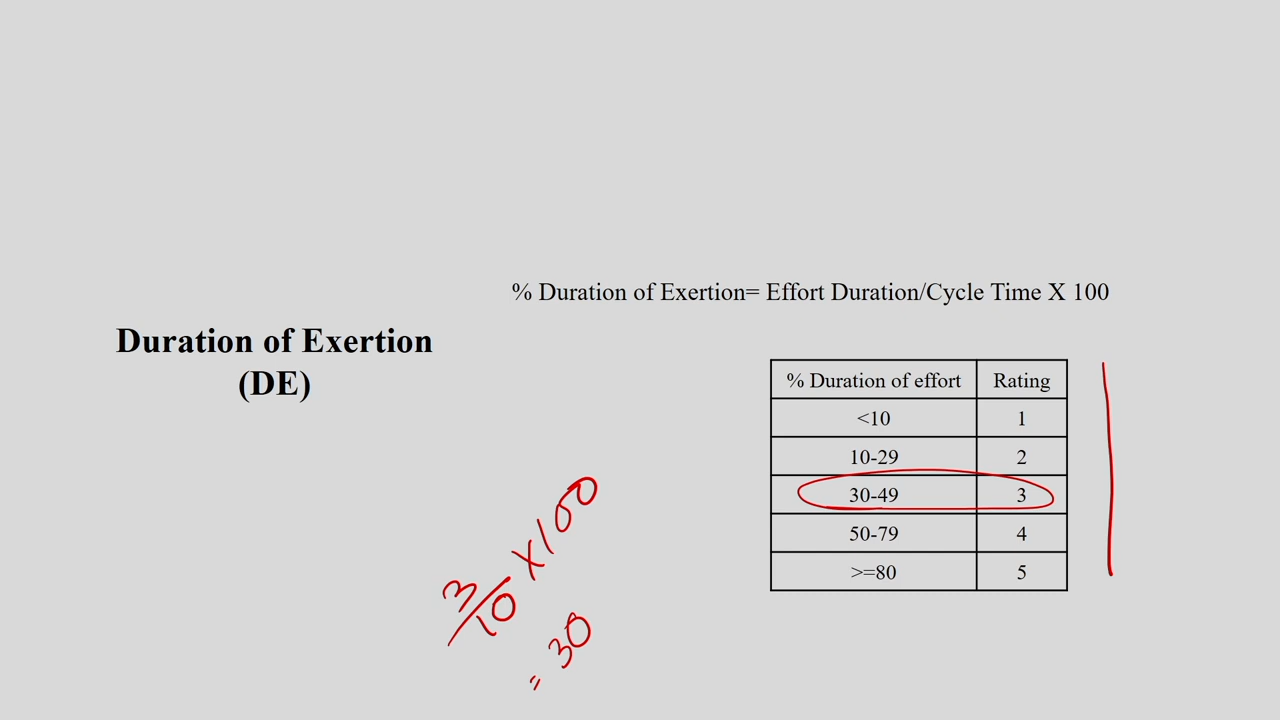 % Duration of Exertion= Effort Duration/Cycle Time X 100
Duration of Exertion
(DE)
% Duration of effort Rating
<10 1
10-29 2
30-49 3
50-79 4
>=80 5
3/10 X 100
= 30